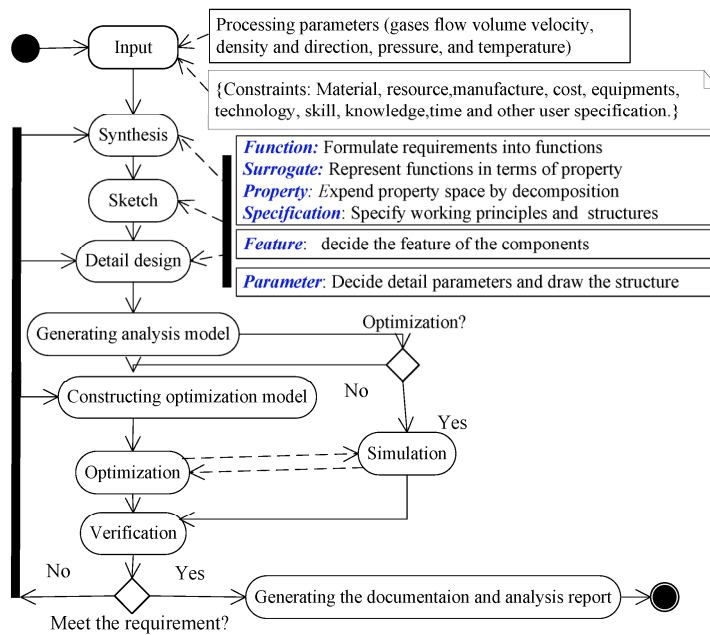 Input
Processing parameters (gases flow volume velocity,
density and direction, pressure, and temperature)
{Constraints: Material, resource,manufacture, cost, equipments,
technology, skill, knowledge,time and other user specification.}
Synthesis
Function: Formulate requirements into functions
Surrogate: Represent functions in terms of property
Property: Expend property space by decomposition
Specification: Specify working principles and structures
Sketch
Feature: decide the feature of the components
Detail design
Parameter: Decide detail parameters and draw the structure
Generating analysis model
Optimization?
No
Constructing optimization model
Yes
Simulation
Optimization
Verification
No
Yes
Generating the documentaion and analysis report
Meet the requirement?